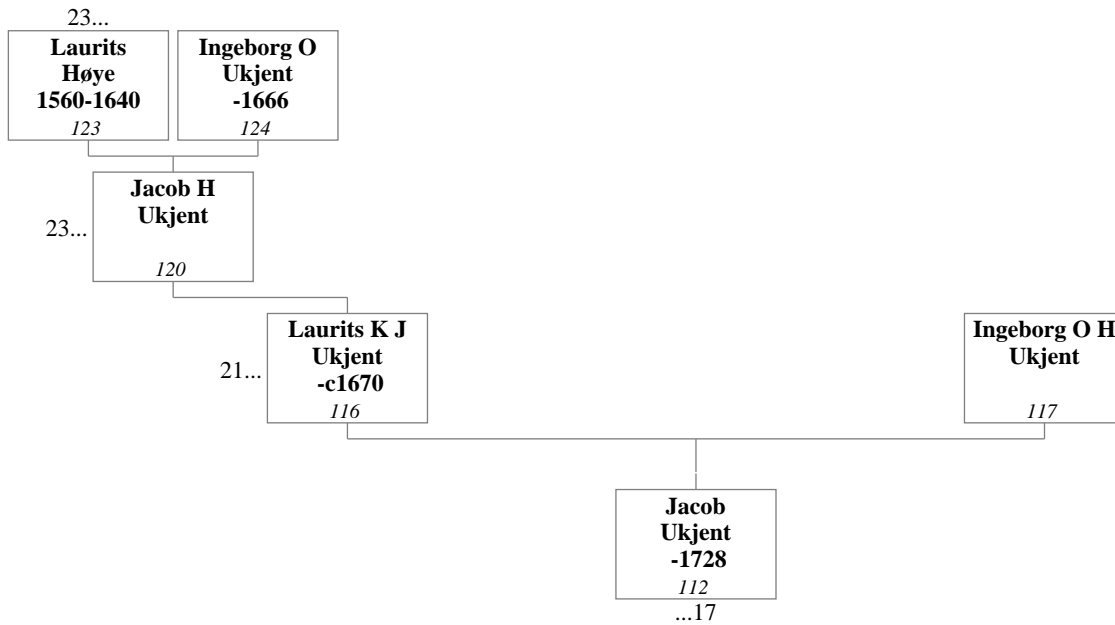 23...
Laurits
Høye
1560-1640
123
Ingeborg O
Ukjent
-1666
124
23...
Jacob H
Ukjent
120
21...
Laurits K J
Ukjent
-c1670
116
Ingeborg O H
Ukjent
117
Jacob
Ukjent
-1728
112
...17